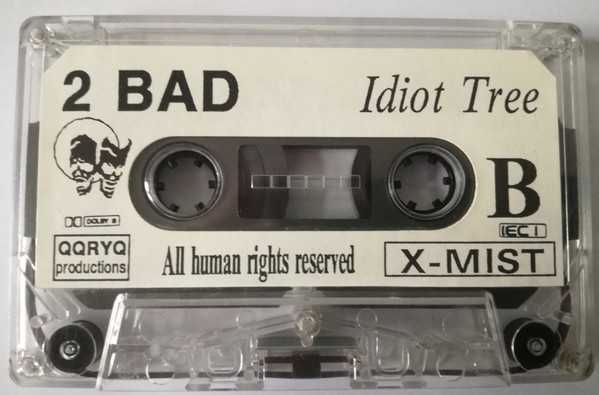 2 BAD
Idiot Tree
B
DOLBY B
IEC I
QQRYQ
productions
All human rights reserved
X-MIST